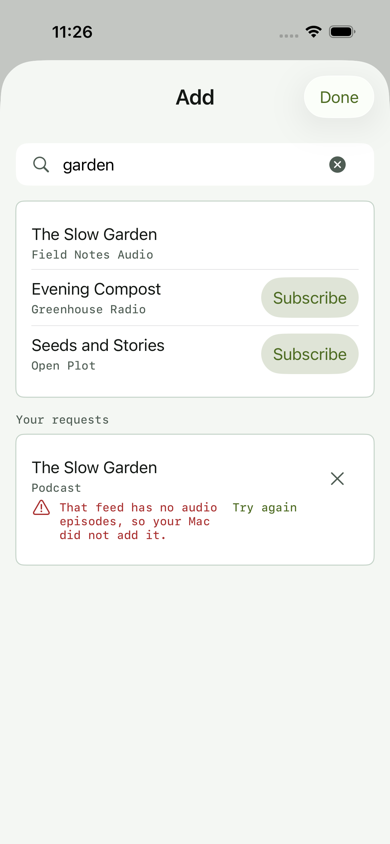 11:26
Add
Done
garden
The Slow Garden
Field Notes Audio
Evening Compost
Greenhouse Radio
Subscribe
Seeds and Stories
Open Plot
Subscribe
Your requests
The Slow Garden
Podcast
That feed has no audio
episodes, so your Mac
did not add it.
Try again